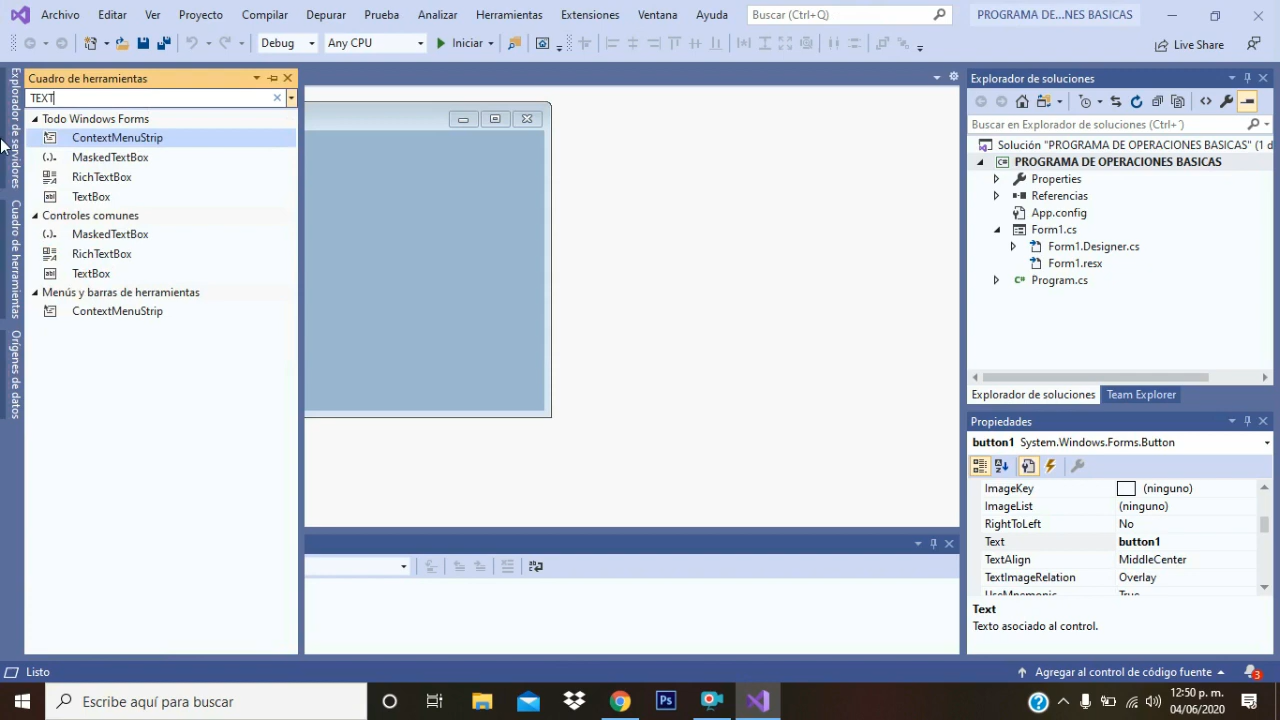 Archivo Editar Ver Proyecto Compilar Depurar Prueba Analizar Herramientas Extensiones Ventana Ayuda Buscar (Ctrl+Q) PROGRAMA DE...NES BASICAS
Debug Any CPU Iniciar Live Share
Explorador de servidores
Cuadro de herramientas
Orígenes de datos
Cuadro de herramientas
TEXT
Todo Windows Forms
ContextMenuStrip
MaskedTextBox
RichTextBox
TextBox
Controles comunes
MaskedTextBox
RichTextBox
TextBox
Menús y barras de herramientas
ContextMenuStrip
Explorador de soluciones
Buscar en Explorador de soluciones (Ctrl+´)
Solución "PROGRAMA DE OPERACIONES BASICAS" (1 d
PROGRAMA DE OPERACIONES BASICAS
Properties
Referencias
App.config
Form1.cs
Form1.Designer.cs
Form1.resx
Program.cs
Explorador de soluciones Team Explorer
Propiedades
button1 System.Windows.Forms.Button
ImageKey (ninguno)
ImageList (ninguno)
RightToLeft No
Text button1
TextAlign MiddleCenter
TextImageRelation Overlay
UseMnemonic True
Text
Texto asociado al control.
Listo Agregar al control de código fuente 3
Escribe aquí para buscar
Ps
12:50 p. m.
04/06/2020